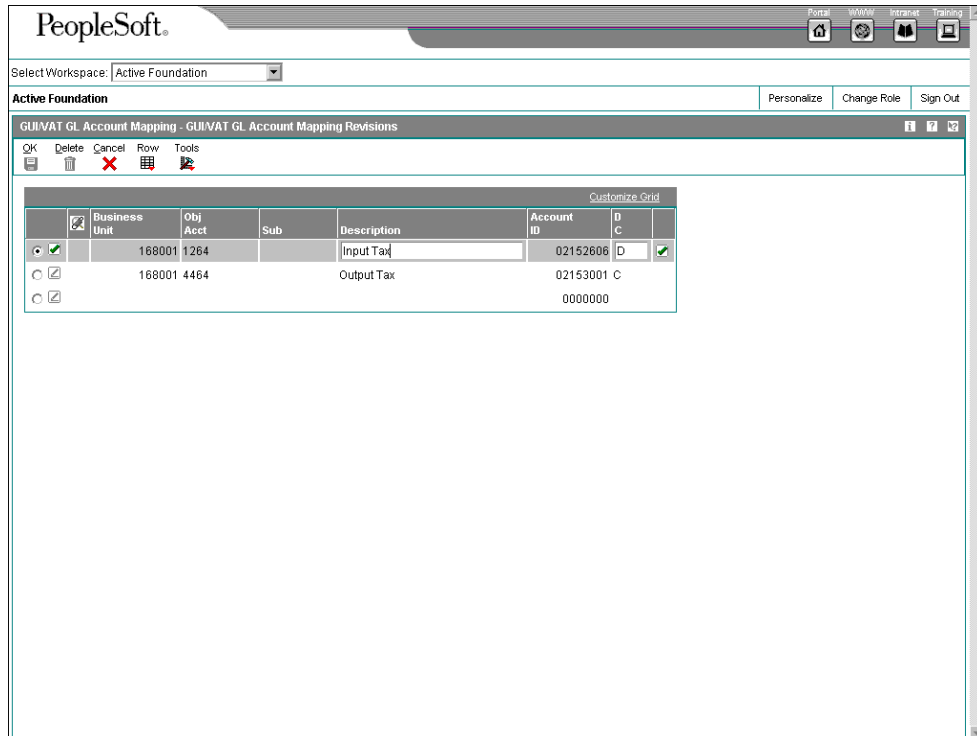 PeopleSoft®
Portal WWW Intranet Training
Select Workspace: Active Foundation
Active Foundation Personalize Change Role Sign Out
GUI/VAT GL Account Mapping - GUI/VAT GL Account Mapping Revisions i ? ?
OK Delete Cancel Row Tools
Customize Grid
Business Unit Obj Acct Sub Description Account ID D C
168001 1264 Input Tax 02152606 D
168001 4464 Output Tax 02153001 C
0000000